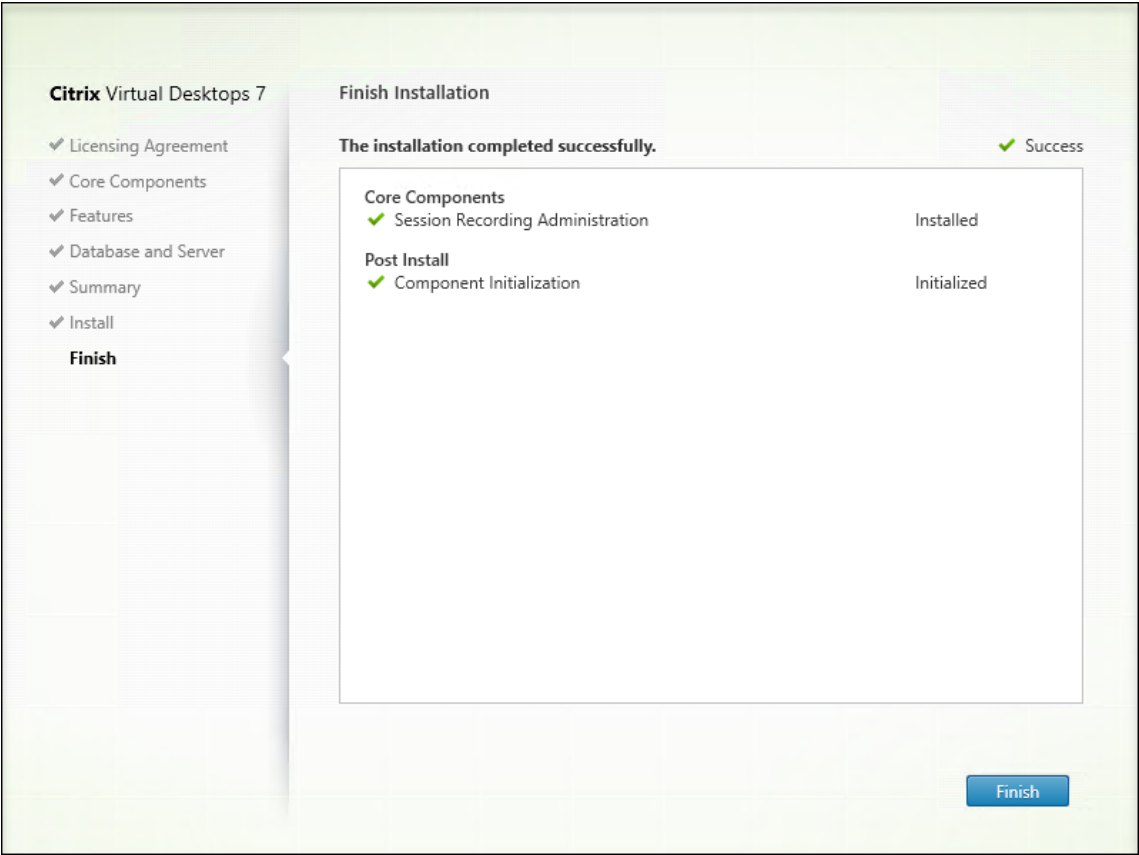 Citrix Virtual Desktops 7
Licensing Agreement
Core Components
Features
Database and Server
Summary
Install
Finish
Finish Installation
The installation completed successfully.
Success
Core Components
Session Recording Administration Installed
Post Install
Component Initialization Initialized
Finish